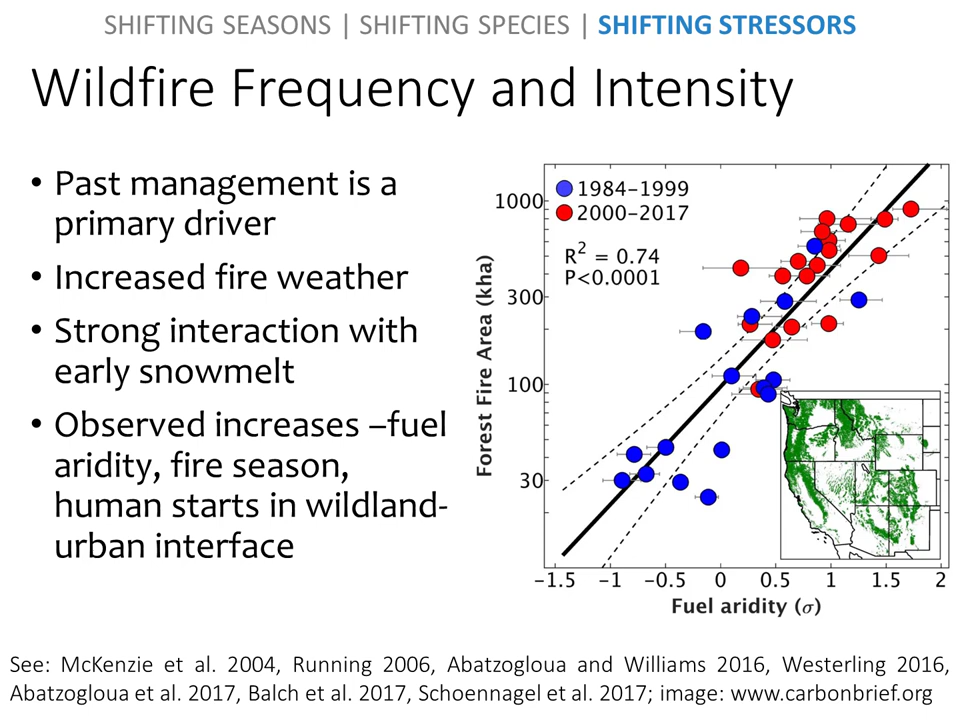 SHIFTING SEASONS | SHIFTING SPECIES | SHIFTING STRESSORS
Wildfire Frequency and Intensity
• Past management is a
primary driver
• Increased fire weather
• Strong interaction with
early snowmelt
• Observed increases –fuel
aridity, fire season,
human starts in wildland-
urban interface
1984–1999
2000–2017
R² = 0.74
P<0.0001
Forest Fire Area (kha)
1000
300
100
30
−1.5 −1 −0.5 0 0.5 1 1.5 2
Fuel aridity (σ)
See: McKenzie et al. 2004, Running 2006, Abatzogloua and Williams 2016, Westerling 2016,
Abatzogloua et al. 2017, Balch et al. 2017, Schoennagel et al. 2017; image: www.carbonbrief.org